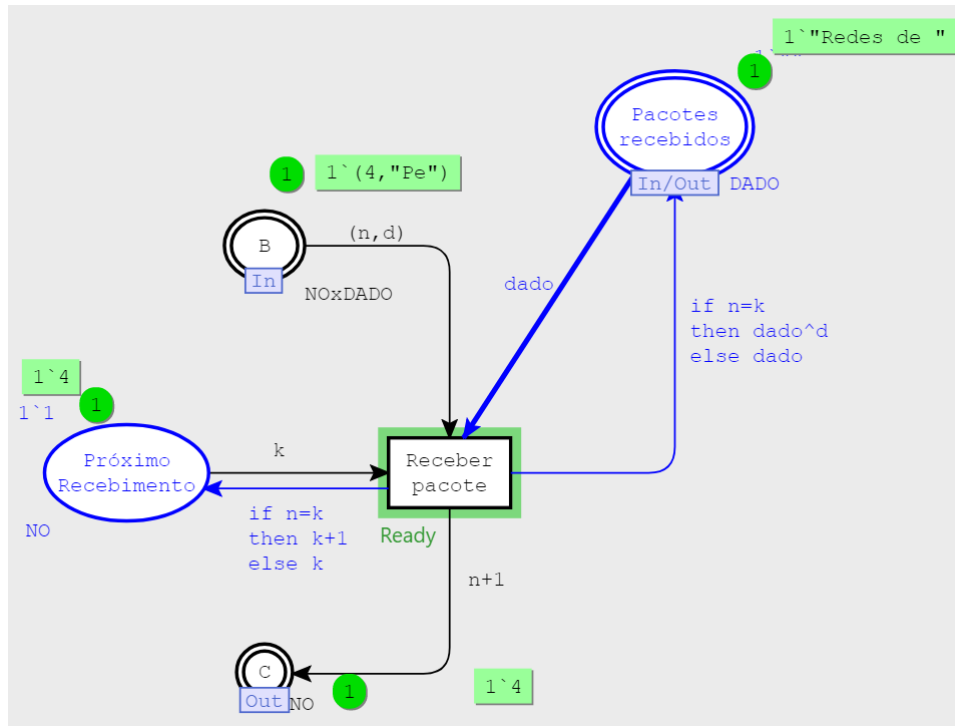 1`"Redes de "
1
Pacotes
recebidos
In/Out
DADO
1
1`(4,"Pe")
B
In
(n,d)
NOxDADO
dado
if n=k
then dado^d
else dado
1`4
1`1
1
Próximo
Recebimento
NO
k
if n=k
then k+1
else k
Receber
pacote
Ready
n+1
C
Out
NO
1
1`4